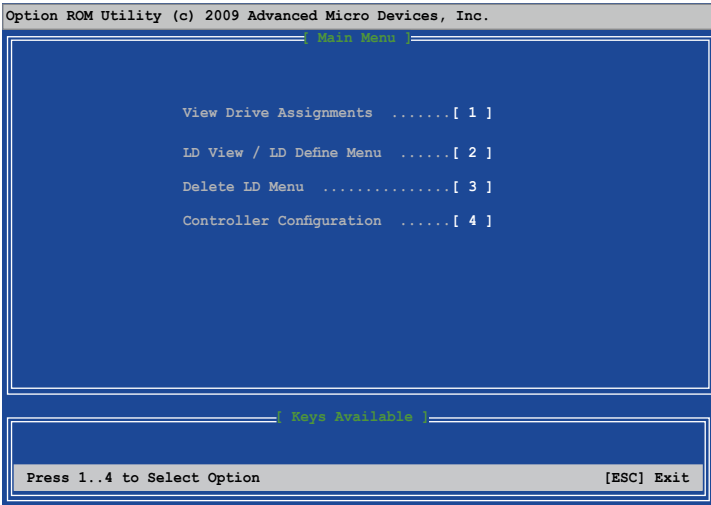 Option ROM Utility (c) 2009 Advanced Micro Devices, Inc.
[ Main Menu ]
View Drive Assignments .......[ 1 ]
LD View / LD Define Menu ......[ 2 ]
Delete LD Menu ...............[ 3 ]
Controller Configuration ......[ 4 ]
[ Keys Available ]
Press 1..4 to Select Option [ESC] Exit